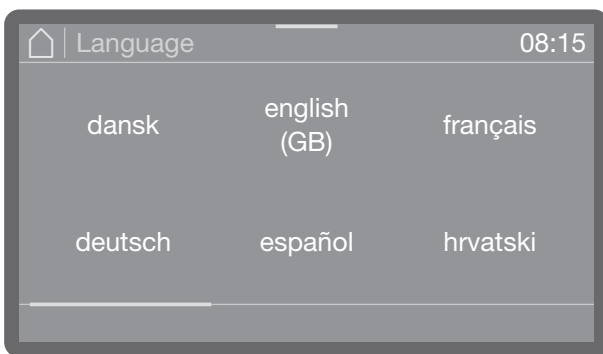 Language 08:15
dansk
english
(GB)
français
deutsch español hrvatski